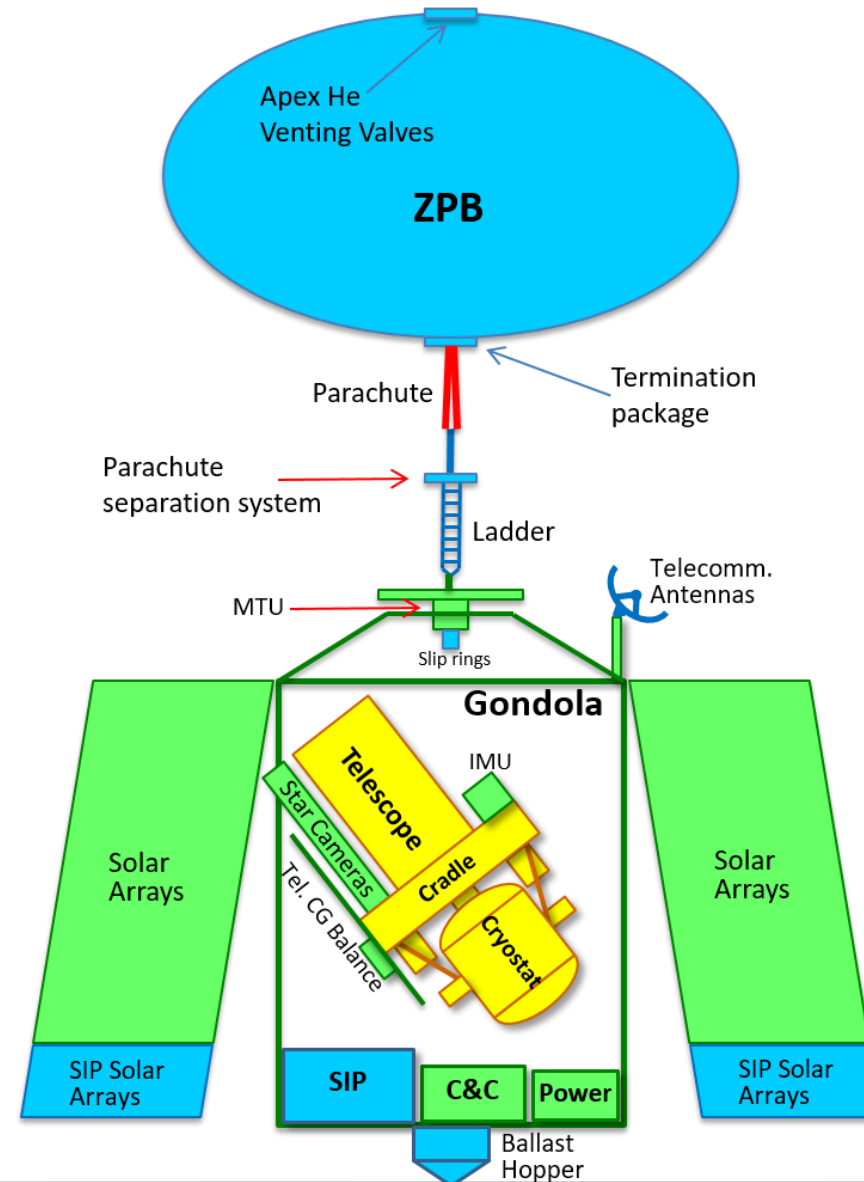 Apex He
Venting Valves
ZPB
Parachute
Termination
package
Parachute
separation system
Ladder
Telecomm.
Antennas
MTU
Slip rings
Gondola
IMU
Telescope
Star Cameras
Cradle
Tel. CG Balance
Cryostat
Solar
Arrays
Solar
Arrays
SIP Solar
Arrays
SIP
C&C
Power
SIP Solar
Arrays
Ballast
Hopper